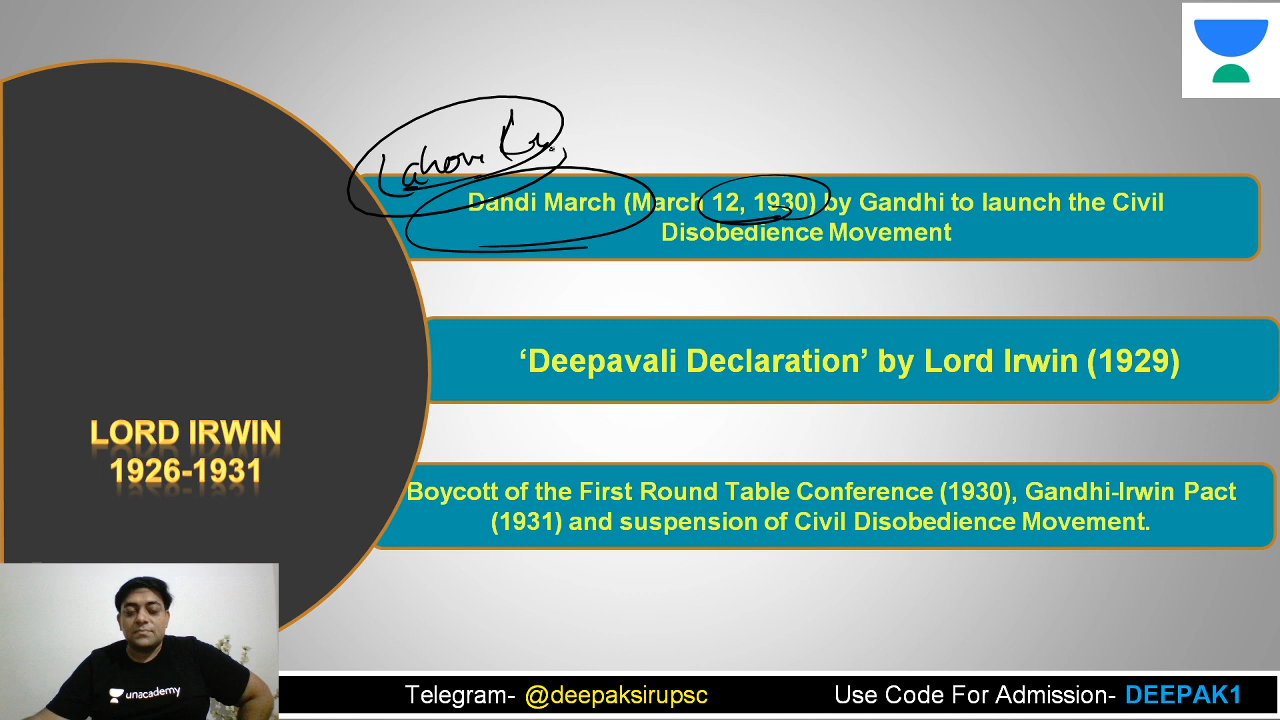 Lahore
Dandi March (March 12, 1930) by Gandhi to launch the Civil
Disobedience Movement
‘Deepavali Declaration’ by Lord Irwin (1929)
LORD IRWIN
1926-1931
Boycott of the First Round Table Conference (1930), Gandhi-Irwin Pact
(1931) and suspension of Civil Disobedience Movement.
unacademy
Telegram- @deepaksirupsc
Use Code For Admission- DEEPAK1